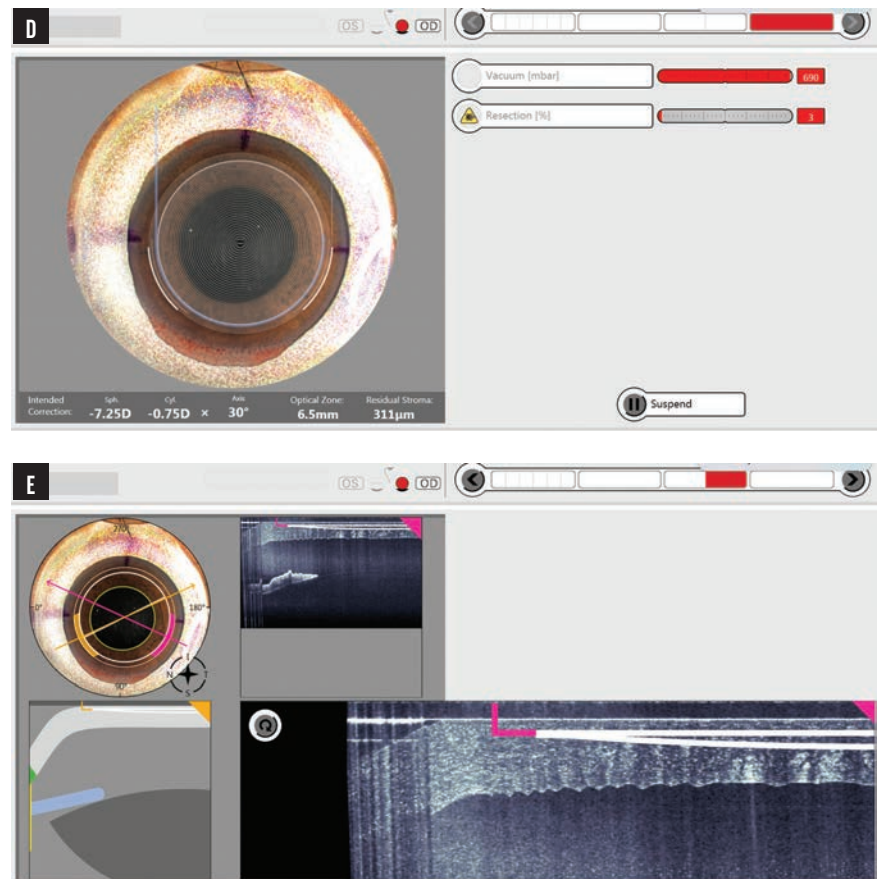 D
OS OD
Vacuum [mbar] 690
Resection [%] 3
Suspend
Intended Correction: Sph. -7.25D Cyl. -0.75D × Axis 30° Optical Zone: 6.5mm Residual Stroma: 311µm
E
OS OD
270°
0° 180°
90°
I
N T
S